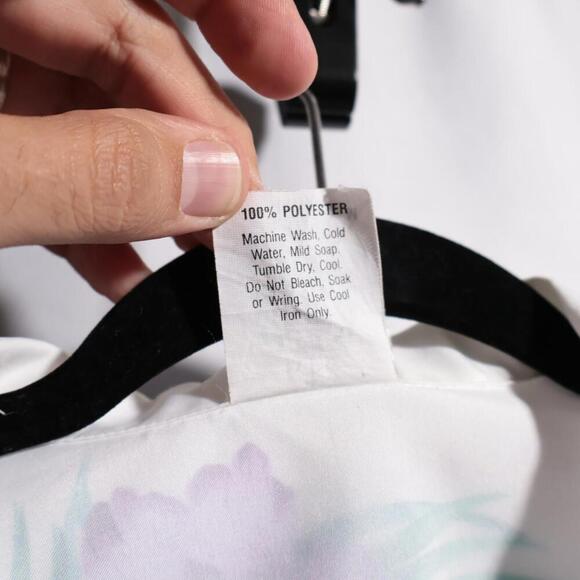 100% POLYESTER
Machine Wash, Cold
Water, Mild Soap,
Tumble Dry, Cool.
Do Not Bleach, Soak
or Wring. Use Cool
Iron Only.